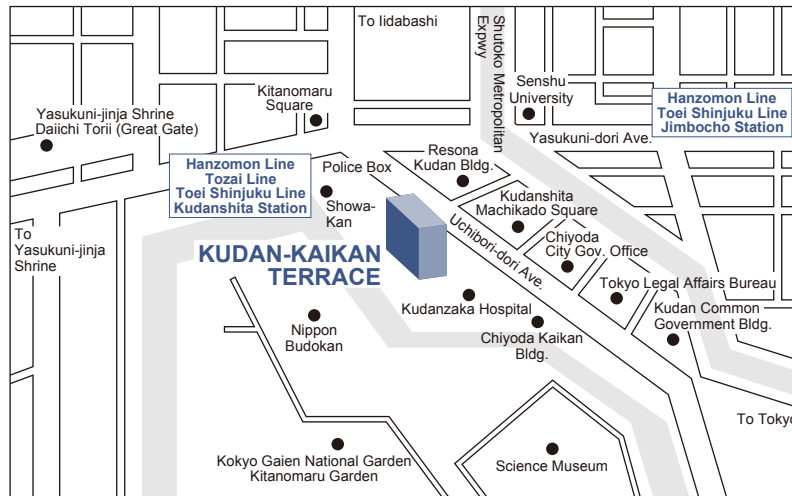 To Iidabashi
Shutoko Metropolitan
Expwy
Senshu
University
Kitanomaru
Square
Hanzomon Line
Toei Shinjuku Line
Jimbocho Station
Yasukuni-jinja Shrine
Daiichi Torii (Great Gate)
Yasukuni-dori Ave.
Resona
Kudan Bldg.
Hanzomon Line
Tozai Line
Toei Shinjuku Line
Kudanshita Station
Police Box
Showa-
Kan
Kudanshita
Machikado Square
To
Yasukuni-jinja
Shrine
Uchibori-dori Ave.
Chiyoda
City Gov. Office
KUDAN-KAIKAN
TERRACE
Tokyo Legal Affairs Bureau
Kudanzaka Hospital
Kudan Common
Government Bldg.
Nippon
Budokan
Chiyoda Kaikan
Bldg.
To Tokyo
Kokyo Gaien National Garden
Kitanomaru Garden
Science Museum